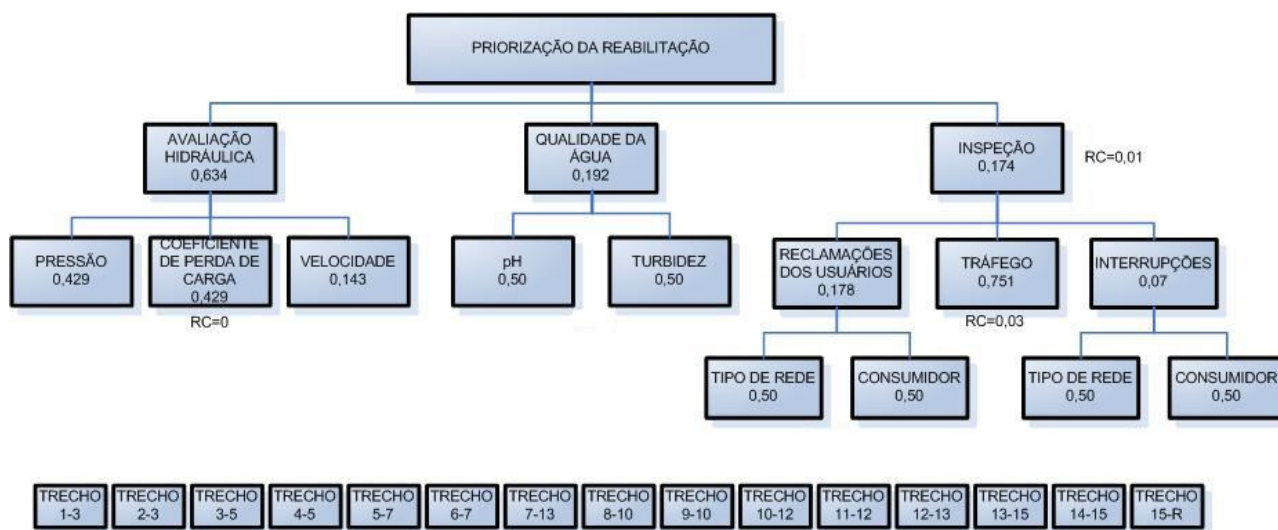 PRIORIZAÇÃO DA REABILITAÇÃO
AVALIAÇÃO
HIDRÁULICA
0,634
QUALIDADE DA
ÁGUA
0,192
INSPEÇÃO
0,174
RC=0,01
PRESSÃO
0,429
COEFICIENTE
DE PERDA DE
CARGA
0,429
VELOCIDADE
0,143
RC=0
pH
0,50
TURBIDEZ
0,50
RECLAMAÇÕES
DOS USUÁRIOS
0,178
TRÁFEGO
0,751
RC=0,03
INTERRUPÇÕES
0,07
TIPO DE REDE
0,50
CONSUMIDOR
0,50
TIPO DE REDE
0,50
CONSUMIDOR
0,50
TRECHO
1-3
TRECHO
2-3
TRECHO
3-5
TRECHO
4-5
TRECHO
5-7
TRECHO
6-7
TRECHO
7-13
TRECHO
8-10
TRECHO
9-10
TRECHO
10-12
TRECHO
11-12
TRECHO
12-13
TRECHO
13-15
TRECHO
14-15
TRECHO
15-R